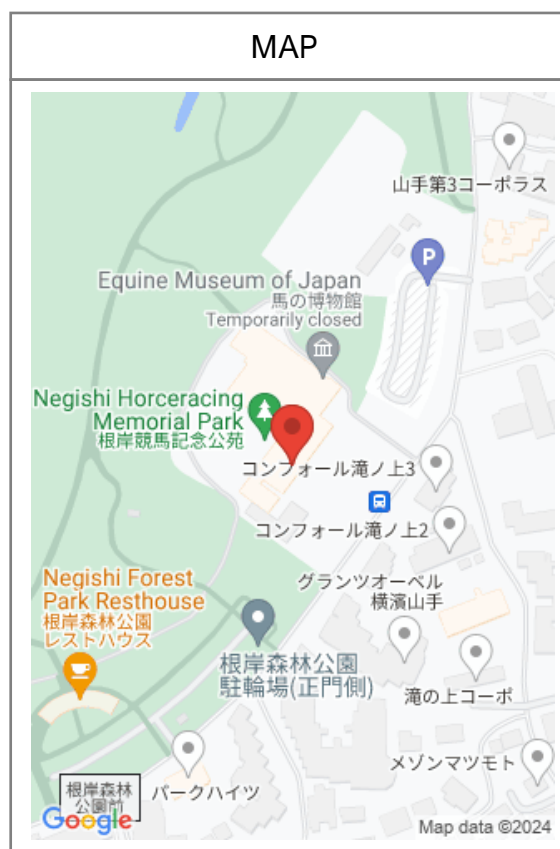 MAP
山手第3コーポラス
P
Equine Museum of Japan
馬の博物館
Temporarily closed
Negishi Horceracing
Memorial Park
根岸競馬記念公苑
コンフォール滝ノ上3
コンフォール滝ノ上2
グランツオーベル
横濱山手
Negishi Forest
Park Resthouse
根岸森林公園
レストハウス
根岸森林公園
駐輪場(正門側)
滝の上コーポ
メゾンマツモト
パークハイツ
根岸森林
公園前
Google
Map data ©2024